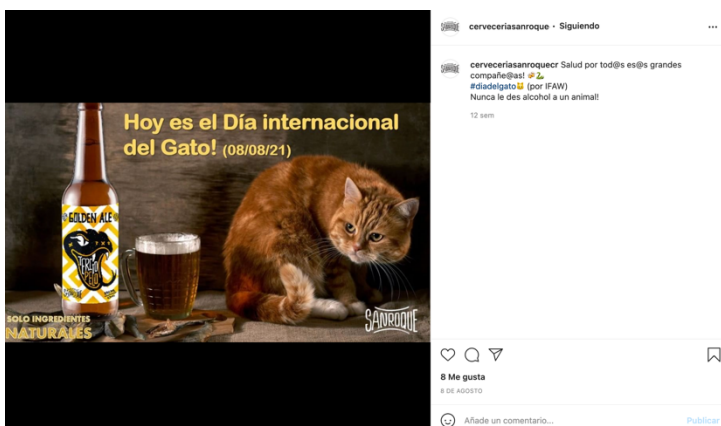 Hoy es el Día internacional
del Gato! (08/08/21)
GOLDEN ALE
TERCIO
PELO
SOLO INGREDIENTES
NATURALES
SANROQUE
cerveceriasanroque • Siguiendo
cerveceriasanroquecr Salud por tod@s es@s grandes
compañe@as!
#diadelgato (por IFAW)
Nunca le des alcohol a un animal!
12 sem
8 Me gusta
8 DE AGOSTO
Añade un comentario...
Publicar